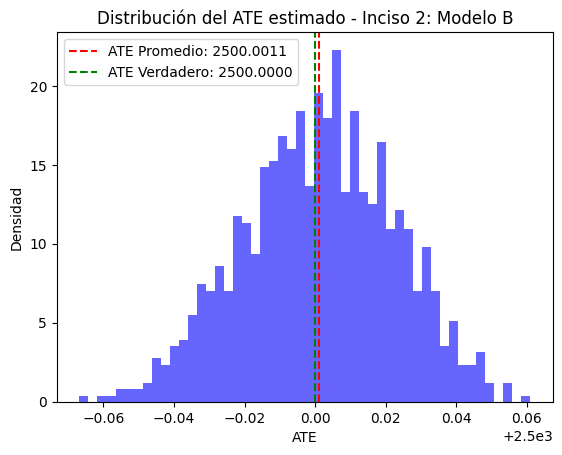 Distribución del ATE estimado - Inciso 2: Modelo B
ATE Promedio: 2500.0011
ATE Verdadero: 2500.0000
Densidad
20
15
10
5
0
−0.06 −0.04 −0.02 0.00 0.02 0.04 0.06
+2.5e3
ATE